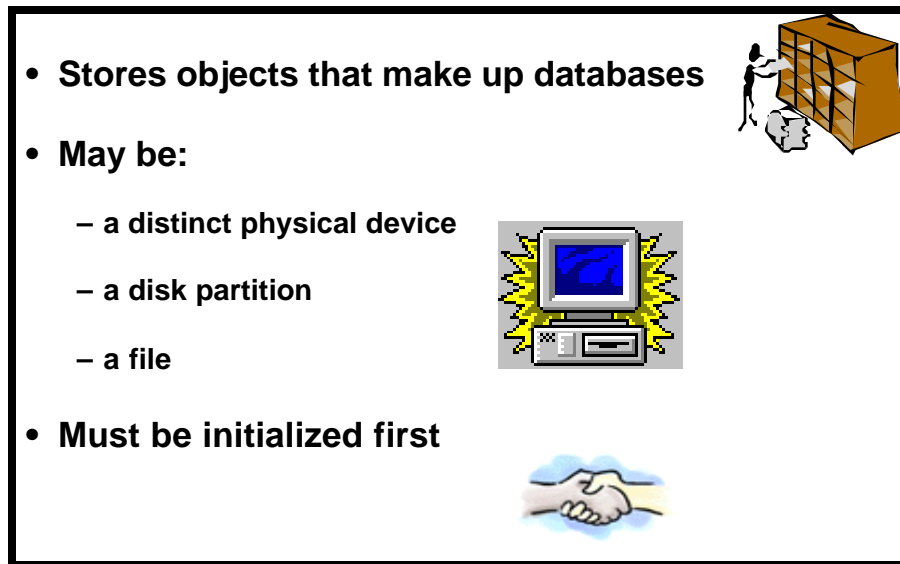 • Stores objects that make up databases
• May be:
– a distinct physical device
– a disk partition
– a file
• Must be initialized first